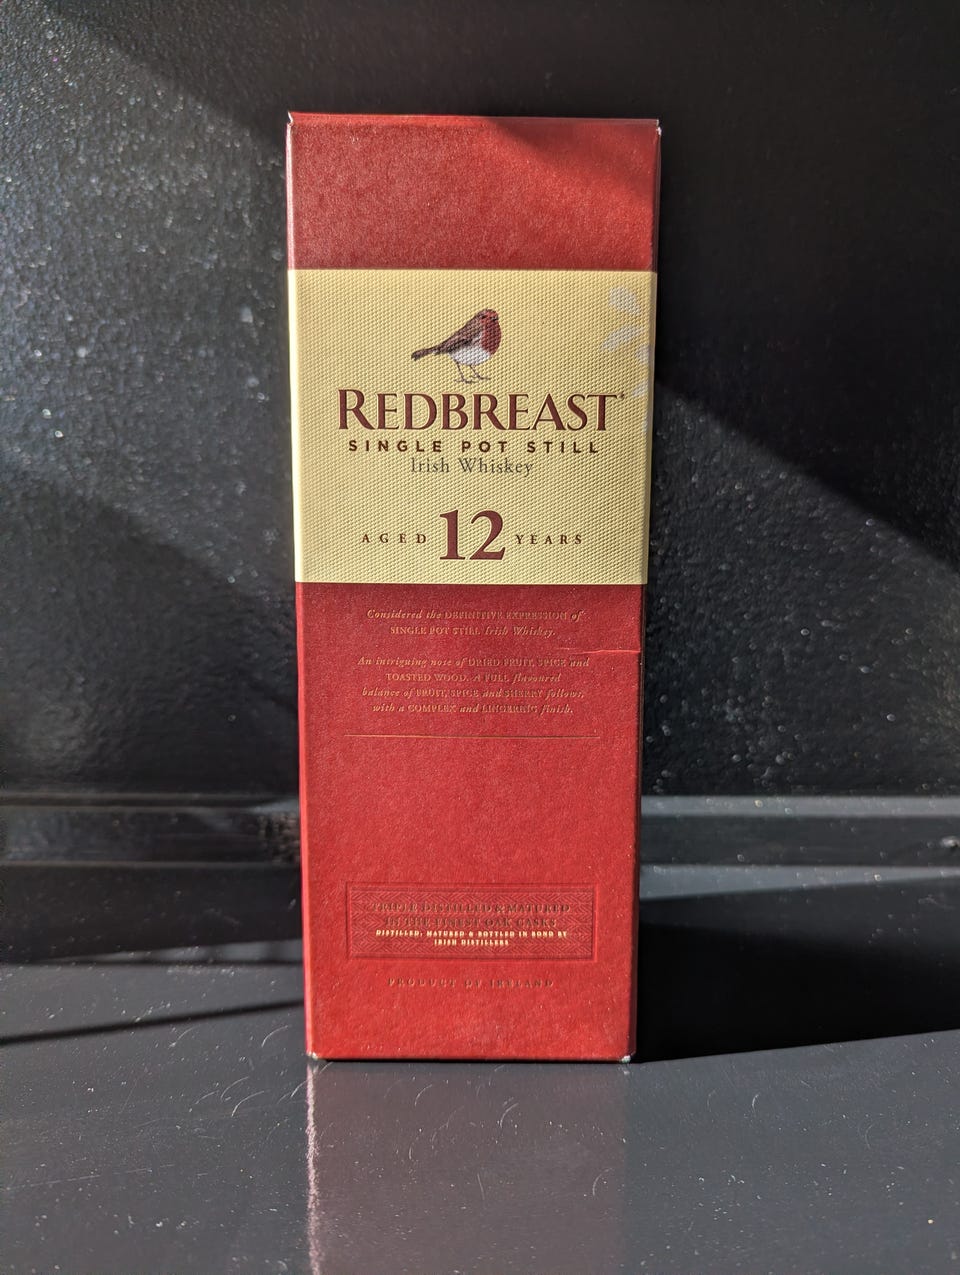 REDBREAST®
SINGLE POT STILL
Irish Whiskey
AGED 12 YEARS
Considered the DEFINITIVE EXPRESSION of
SINGLE POT STILL Irish Whiskey.
An intriguing nose of DRIED FRUIT, SPICE and
TOASTED WOOD. A FULL flavoured
balance of FRUIT, SPICE and SHERRY follows,
with a COMPLEX and LINGERING finish.
TRIPLE DISTILLED & MATURED
IN THE FINEST OAK CASKS
DISTILLED, MATURED & BOTTLED IN BOND BY
IRISH DISTILLERS
PRODUCT OF IRELAND